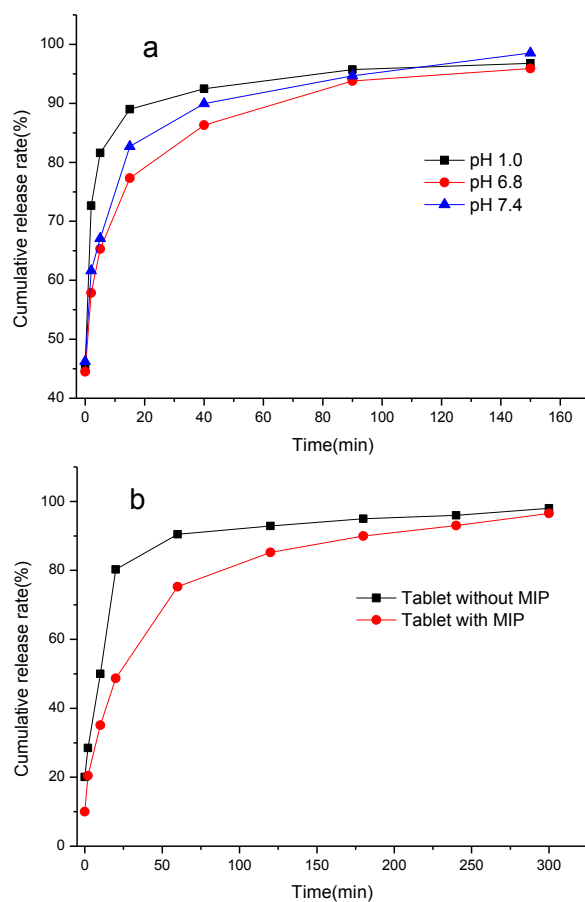 a
100
90
80
70
60
50
40
Cumulative release rate(%)
pH 1.0
pH 6.8
pH 7.4
0 20 40 60 80 100 120 140 160
Time(min)
b
100
80
60
40
20
0
Cumulative release rate(%)
Tablet without MIP
Tablet with MIP
0 50 100 150 200 250 300
Time(min)